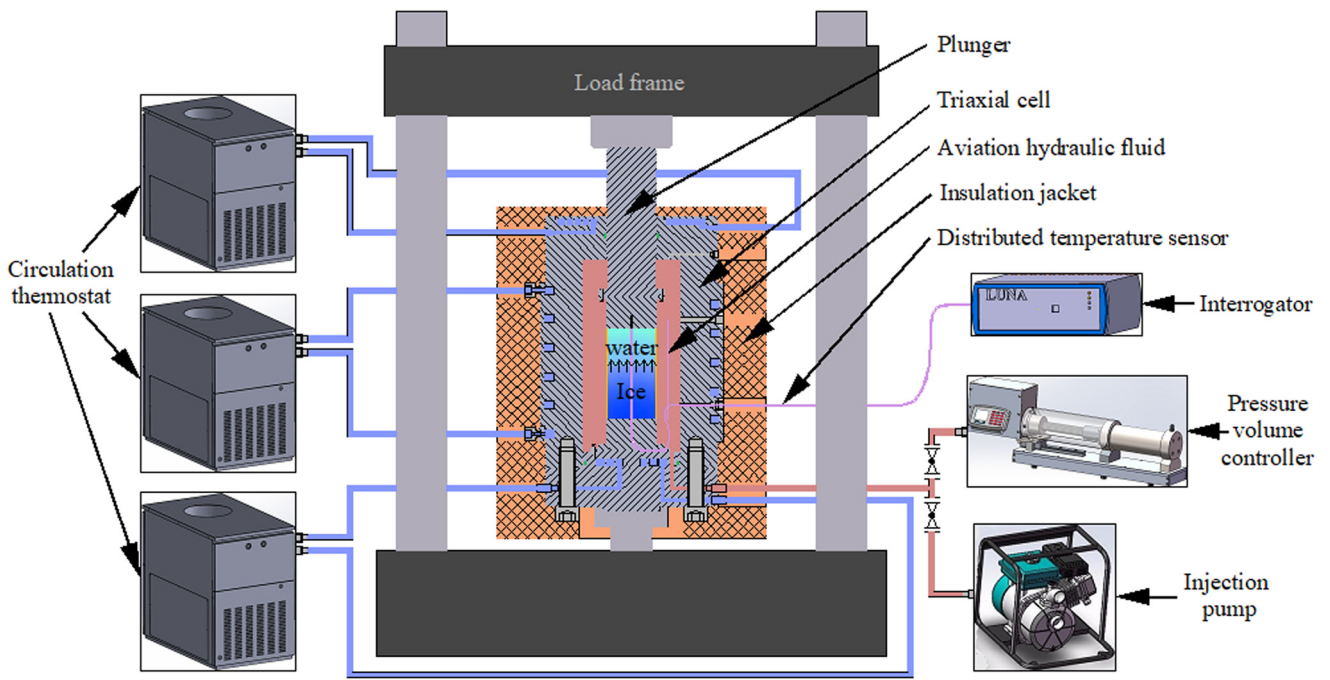 Load frame
Plunger
Triaxial cell
Aviation hydraulic fluid
Insulation jacket
Distributed temperature sensor
Circulation
thermostat
LUNA
Interrogator
water
Ice
Pressure
volume
controller
Injection
pump